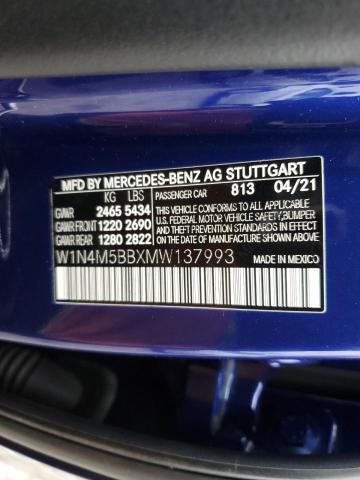 MFD BY MERCEDES-BENZ AG STUTTGART
KG LBS
PASSENGER CAR 813 04/21
GVWR 2465 5434
GAWR FRONT 1220 2690
GAWR REAR 1280 2822
THIS VEHICLE CONFORMS TO ALL APPLICABLE
U.S. FEDERAL MOTOR VEHICLE SAFETY, BUMPER
AND THEFT PREVENTION STANDARDS IN EFFECT
ON THE DATE OF MANUFACTURE SHOWN ABOVE.
W1N4M5BBXMW137993
MADE IN MEXICO